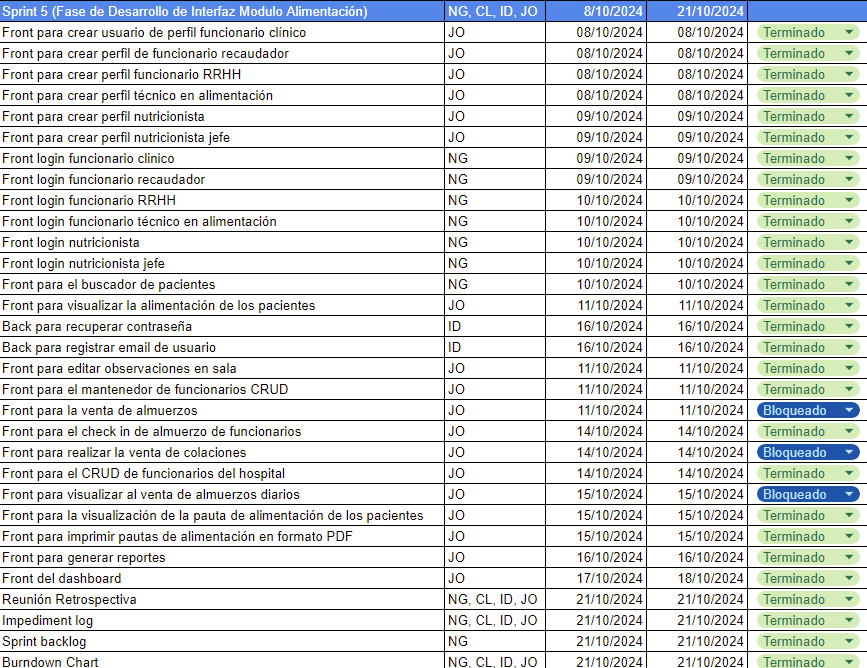 Sprint 5 (Fase de Desarrollo de Interfaz Modulo Alimentación) NG, CL, ID, JO 8/10/2024 21/10/2024
Front para crear usuario de perfil funcionario clínico JO 08/10/2024 08/10/2024 Terminado
Front para crear perfil de funcionario recaudador JO 08/10/2024 08/10/2024 Terminado
Front para crear perfil funcionario RRHH JO 08/10/2024 08/10/2024 Terminado
Front para crear perfil técnico en alimentación JO 08/10/2024 08/10/2024 Terminado
Front para crear perfil nutricionista JO 09/10/2024 09/10/2024 Terminado
Front para crear perfil nutricionista jefe JO 09/10/2024 09/10/2024 Terminado
Front login funcionario clinico NG 09/10/2024 09/10/2024 Terminado
Front login funcionario recaudador NG 09/10/2024 09/10/2024 Terminado
Front login funcionario RRHH NG 10/10/2024 10/10/2024 Terminado
Front login funcionario técnico en alimentación NG 10/10/2024 10/10/2024 Terminado
Front login nutricionista NG 10/10/2024 10/10/2024 Terminado
Front login nutricionista jefe NG 10/10/2024 10/10/2024 Terminado
Front para el buscador de pacientes NG 10/10/2024 10/10/2024 Terminado
Front para visualizar la alimentación de los pacientes JO 11/10/2024 11/10/2024 Terminado
Back para recuperar contraseña ID 16/10/2024 16/10/2024 Terminado
Back para registrar email de usuario ID 16/10/2024 16/10/2024 Terminado
Front para editar observaciones en sala JO 11/10/2024 11/10/2024 Terminado
Front para el mantenedor de funcionarios CRUD JO 11/10/2024 11/10/2024 Terminado
Front para la venta de almuerzos JO 11/10/2024 11/10/2024 Bloqueado
Front para el check in de almuerzo de funcionarios JO 14/10/2024 14/10/2024 Terminado
Front para realizar la venta de colaciones JO 14/10/2024 14/10/2024 Bloqueado
Front para el CRUD de funcionarios del hospital JO 14/10/2024 14/10/2024 Terminado
Front para visualizar al venta de almuerzos diarios JO 15/10/2024 15/10/2024 Bloqueado
Front para la visualización de la pauta de alimentación de los pacientes JO 15/10/2024 15/10/2024 Terminado
Front para imprimir pautas de alimentación en formato PDF JO 15/10/2024 15/10/2024 Terminado
Front para generar reportes JO 16/10/2024 16/10/2024 Terminado
Front del dashboard JO 17/10/2024 18/10/2024 Terminado
Reunión Retrospectiva NG, CL, ID, JO 21/10/2024 21/10/2024 Terminado
Impediment log NG, CL, ID, JO 21/10/2024 21/10/2024 Terminado
Sprint backlog NG 21/10/2024 21/10/2024 Terminado
Burndown Chart NG, CL, ID, JO 21/10/2024 21/10/2024 Terminado